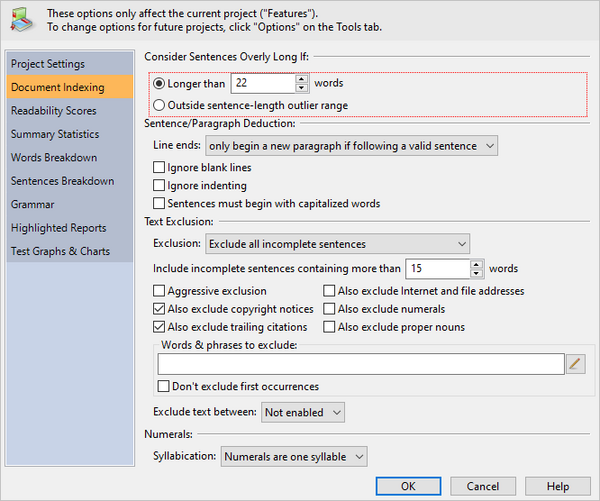 These options only affect the current project ("Features").
To change options for future projects, click "Options" on the Tools tab.
Project Settings
Document Indexing
Readability Scores
Summary Statistics
Words Breakdown
Sentences Breakdown
Grammar
Highlighted Reports
Test Graphs & Charts
Consider Sentences Overly Long If:
Longer than 22 words
Outside sentence-length outlier range
Sentence/Paragraph Deduction:
Line ends: only begin a new paragraph if following a valid sentence
Ignore blank lines
Ignore indenting
Sentences must begin with capitalized words
Text Exclusion:
Exclusion: Exclude all incomplete sentences
Include incomplete sentences containing more than 15 words
Aggressive exclusion Also exclude Internet and file addresses
Also exclude copyright notices Also exclude numerals
Also exclude trailing citations Also exclude proper nouns
Words & phrases to exclude:
Don't exclude first occurrences
Exclude text between: Not enabled
Numerals:
Syllabication: Numerals are one syllable
OK Cancel Help